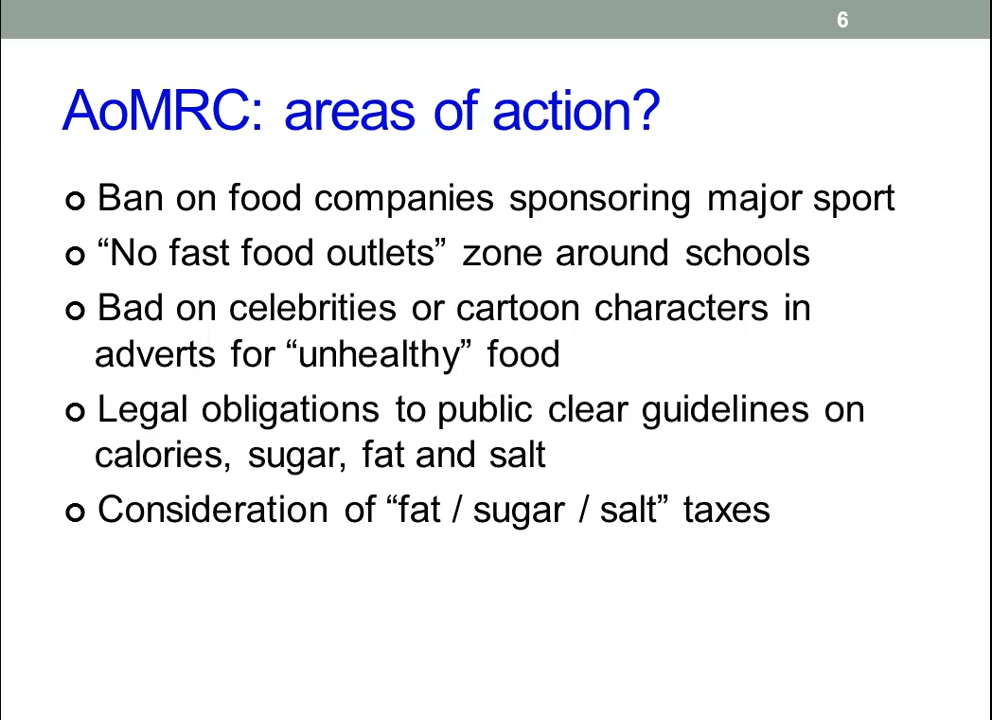 6
AoMRC: areas of action?
Ban on food companies sponsoring major sport
“No fast food outlets” zone around schools
Bad on celebrities or cartoon characters in
adverts for “unhealthy” food
Legal obligations to public clear guidelines on
calories, sugar, fat and salt
Consideration of “fat / sugar / salt” taxes